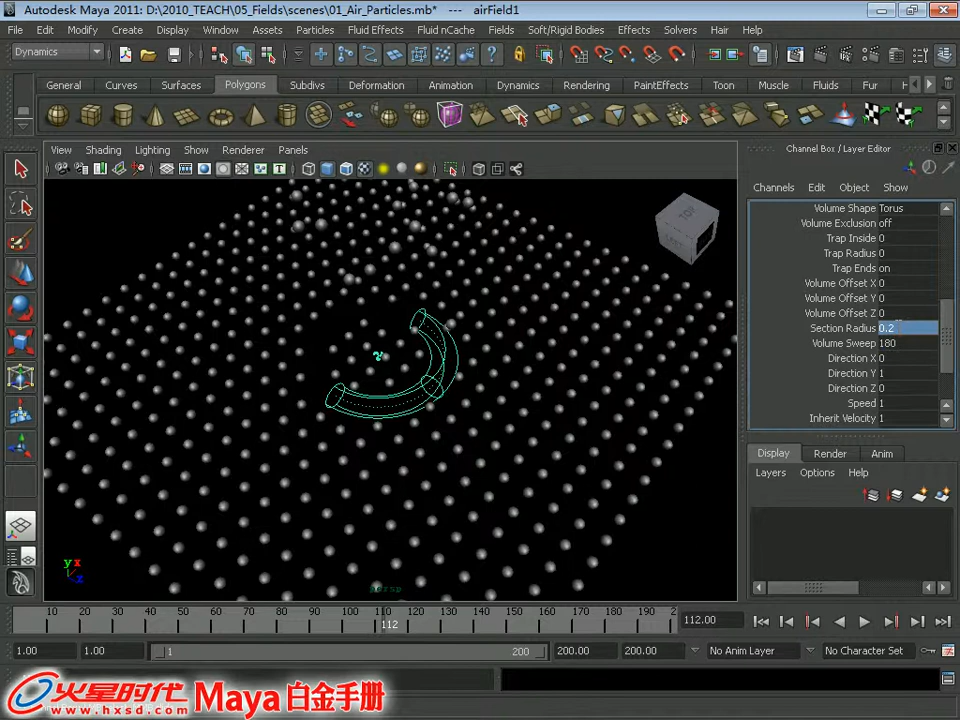 Autodesk Maya 2011: D:\2010_TEACH\05_Fields\scenes\01_Air_Particles.mb* --- airField1
File Edit Modify Create Display Window Assets Particles Fluid Effects Fluid nCache Fields Soft/Rigid Bodies Effects Solvers Hair Help
Dynamics
General Curves Surfaces Polygons Subdivs Deformation Animation Dynamics Rendering PaintEffects Toon Muscle Fluids Fur
View Shading Lighting Show Renderer Panels
Channel Box / Layer Editor
Channels Edit Object Show
Volume Shape Torus
Volume Exclusion off
Trap Inside 0
Trap Radius 0
Trap Ends on
Volume Offset X 0
Volume Offset Y 0
Volume Offset Z 0
Section Radius 0.2
Volume Sweep 180
Direction X 0
Direction Y 1
Direction Z 0
Speed 1
Inherit Velocity 1
TOP
Display Render Anim
Layers Options Help
y x
z
persp
10 20 30 40 50 60 70 80 90 100 110 120 130 140 150 160 170 180 190 2
112
112.00
1.00 1.00 1 200 200.00 200.00 No Anim Layer No Character Set
火星时代
www.hxsd.com
Maya 白金手册